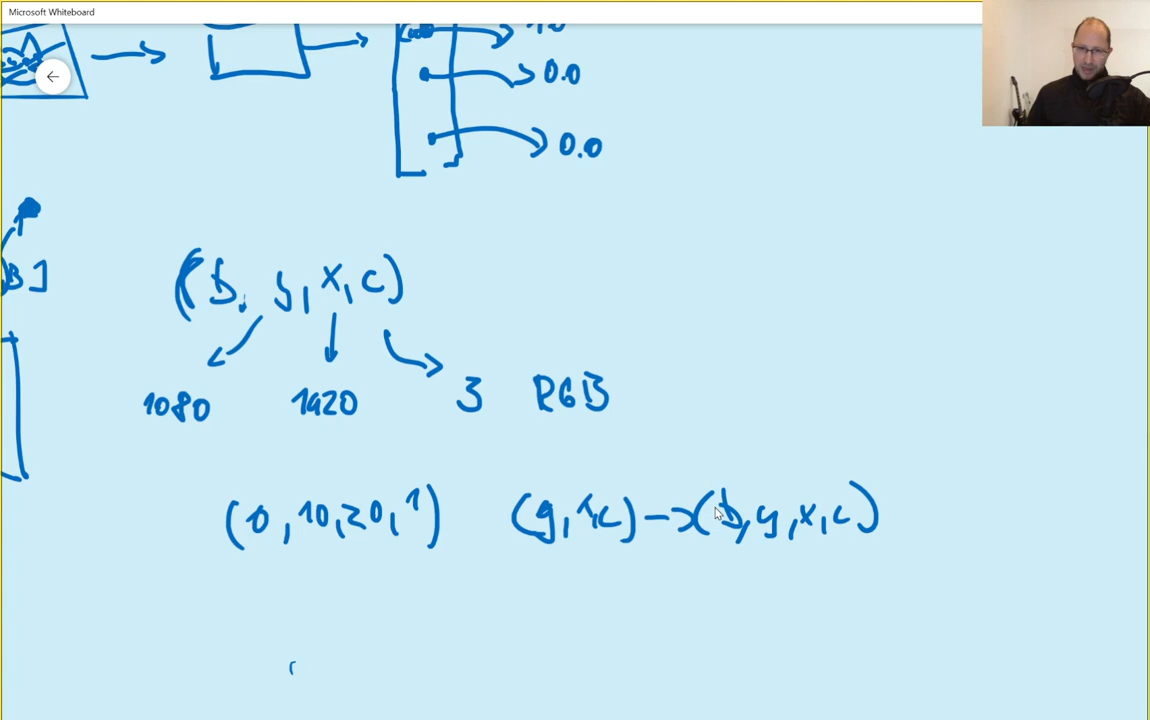 Microsoft Whiteboard
0.0
0.0
B]
(b, y, x, c)
1080 1920 3 RGB
(0, 10, 20, 1) (y, x, c) -> (b, y, x, c)